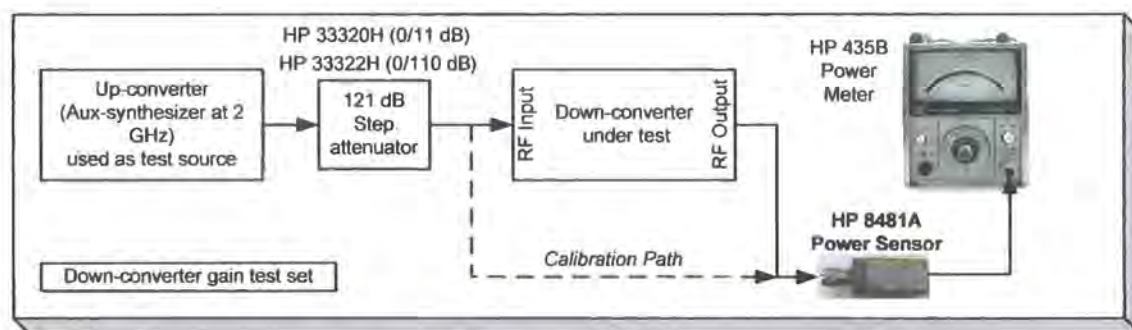 HP 33320H (0/11 dB)
HP 33322H (0/110 dB)
Up-converter
(Aux-synthesizer at 2
GHz)
used as test source
121 dB
Step
attenuator
RF Input
Down-converter
under test
RF Output
HP 435B
Power
Meter
HP 8481A
Power Sensor
Calibration Path
Down-converter gain test set